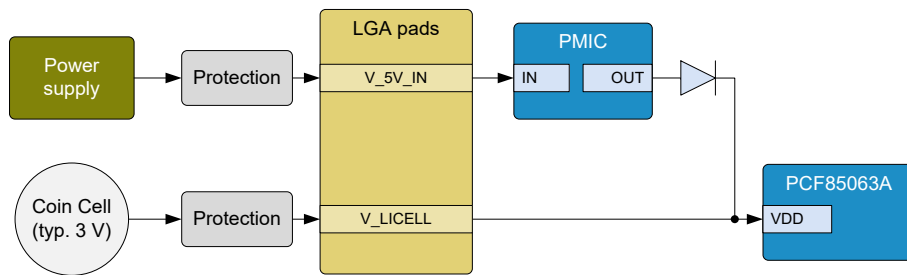 LGA pads
PMIC
Power
supply
Protection
V_5V_IN
IN
OUT
PCF85063A
Coin Cell
(typ. 3 V)
Protection
V_LICELL
VDD